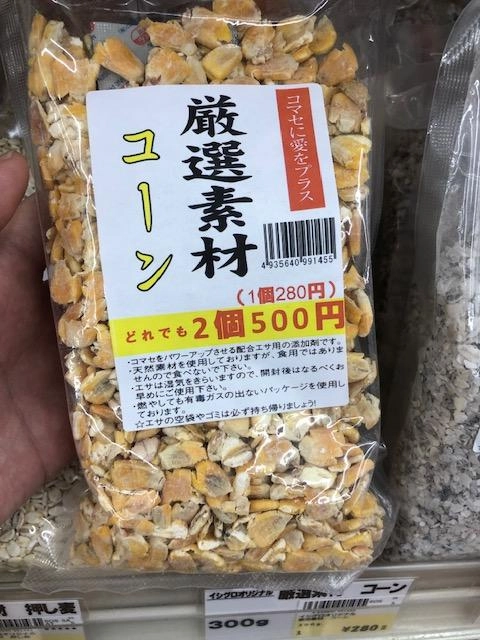 コマセに愛をプラス
厳選素材
コーン
4 935640 991455
(1個280円)
どれでも2個500円
・コマセをパワーアップさせる配合エサ用の添加剤です。
・天然素材を使用しておりますが、食用ではありま
せんので食べないで下さい。
・エサは湿気をきらいますので、開封後はなるべくお
早めにご使用下さい。
・燃やしても有毒ガスの出ないパッケージを使用し
ております。
☆エサの空袋やゴミは必ず持ち帰りましょう!
押し麦
イシグロオリジナル
厳選素材 コーン
300g
¥280